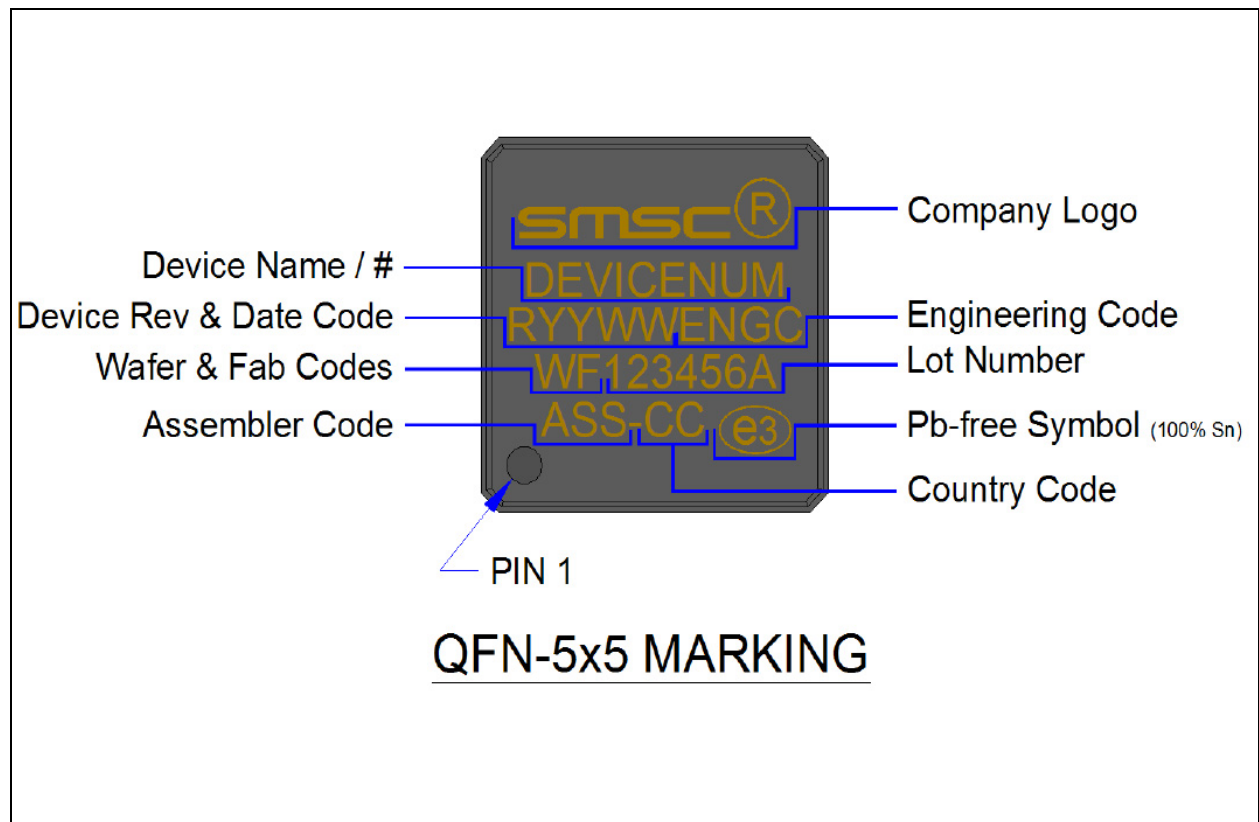 smsc®
Company Logo
Device Name / #
DEVICENUM
Device Rev & Date Code
RYYWWENGC
Engineering Code
Wafer & Fab Codes
WF123456A
Lot Number
Assembler Code
ASS-CC
e3
Pb-free Symbol (100% Sn)
Country Code
PIN 1
QFN-5x5 MARKING